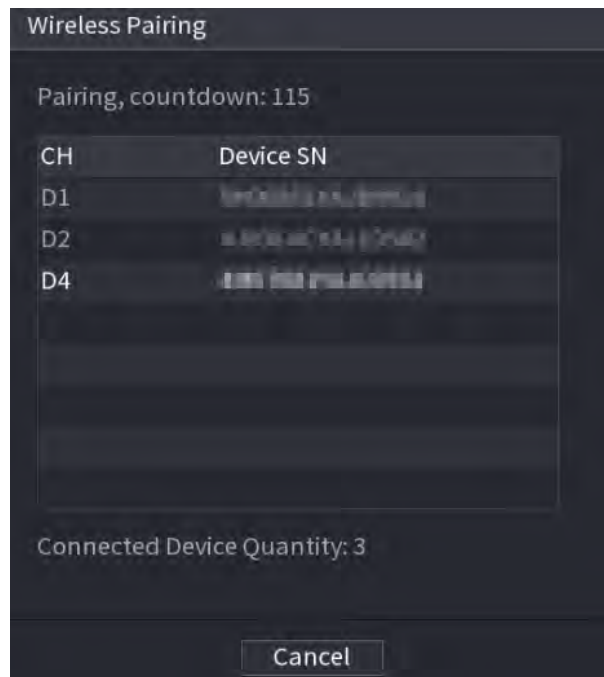 Wireless Pairing
Pairing, countdown: 115
CH Device SN
D1
D2
D4
Connected Device Quantity: 3
Cancel